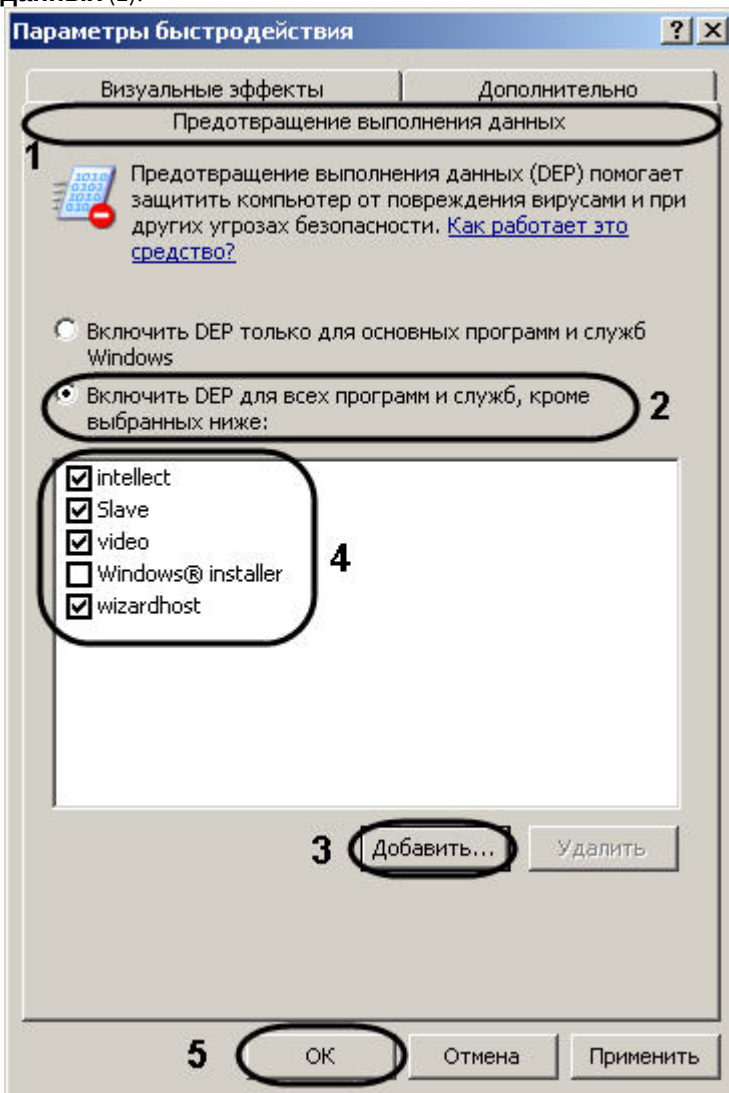 данных (1).
Параметры быстродействия
Визуальные эффекты Дополнительно
Предотвращение выполнения данных
1
Предотвращение выполнения данных (DEP) помогает
защитить компьютер от повреждения вирусами и при
других угрозах безопасности. Как работает это
средство?
Включить DEP только для основных программ и служб
Windows
Включить DEP для всех программ и служб, кроме
выбранных ниже:
2
intellect
Slave
video
Windows® installer
wizardhost
4
3 Добавить... Удалить
5 ОК Отмена Применить